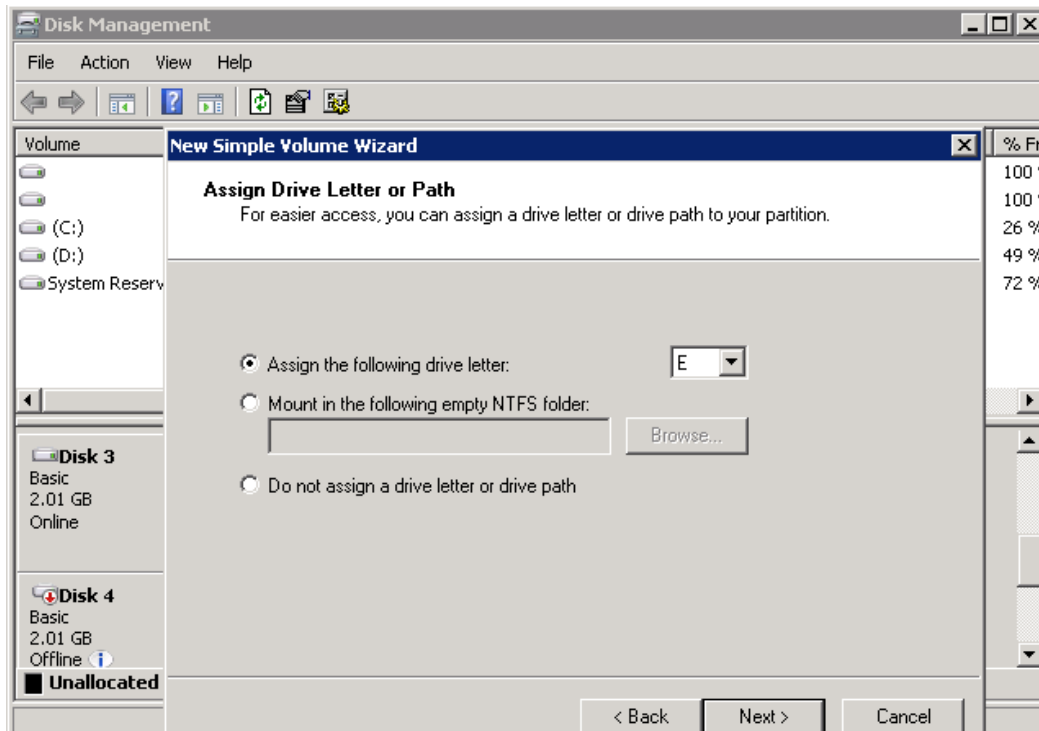 Disk Management
File Action View Help
Volume
(C:)
(D:)
System Reserv
% Fr
100 %
100 %
26 %
49 %
72 %
New Simple Volume Wizard
Assign Drive Letter or Path
For easier access, you can assign a drive letter or drive path to your partition.
Assign the following drive letter: E
Mount in the following empty NTFS folder:
Browse...
Do not assign a drive letter or drive path
Disk 3
Basic
2.01 GB
Online
Disk 4
Basic
2.01 GB
Offline
Unallocated
< Back Next > Cancel